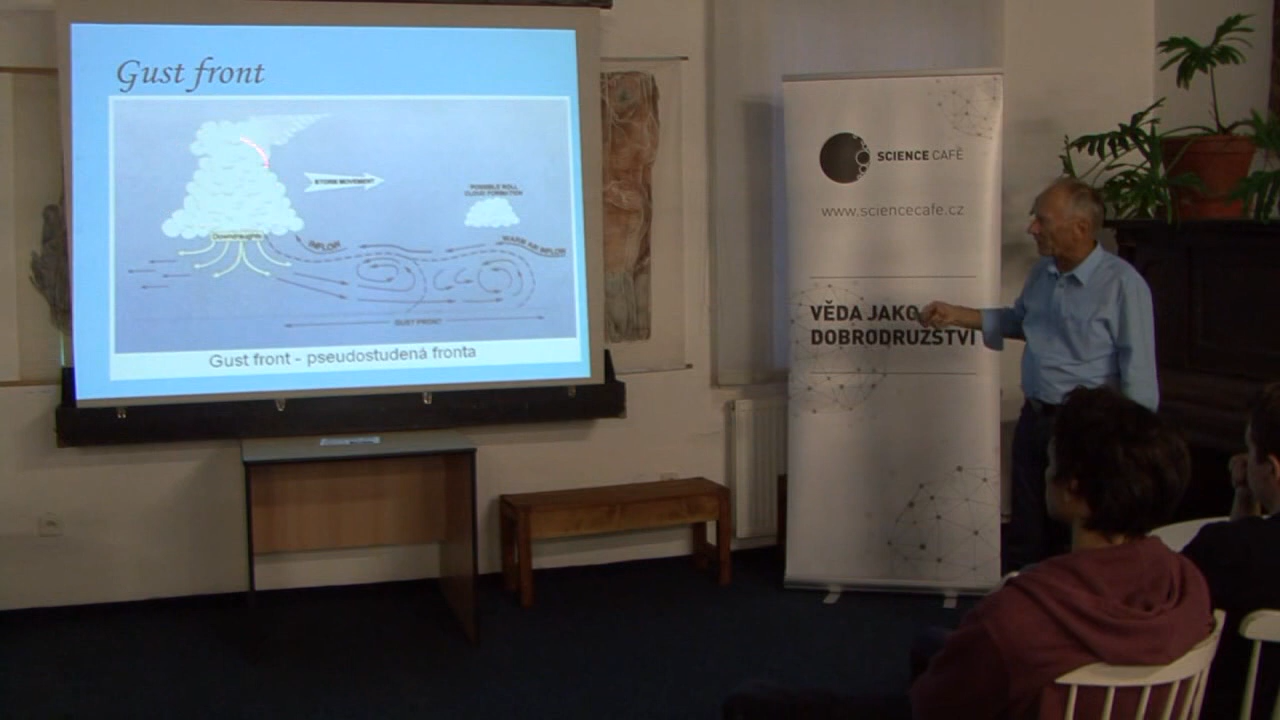 Gust front
STORM MOVEMENT
POSSIBLE ROLL
CLOUD FORMATION
Downdraughts
INFLOW
WARM AIR INFLOW
GUST FRONT
Gust front - pseudostudená fronta
SCIENCE CAFÉ
www.sciencecafe.cz
VĚDA JAKO
DOBRODRUŽSTVÍ